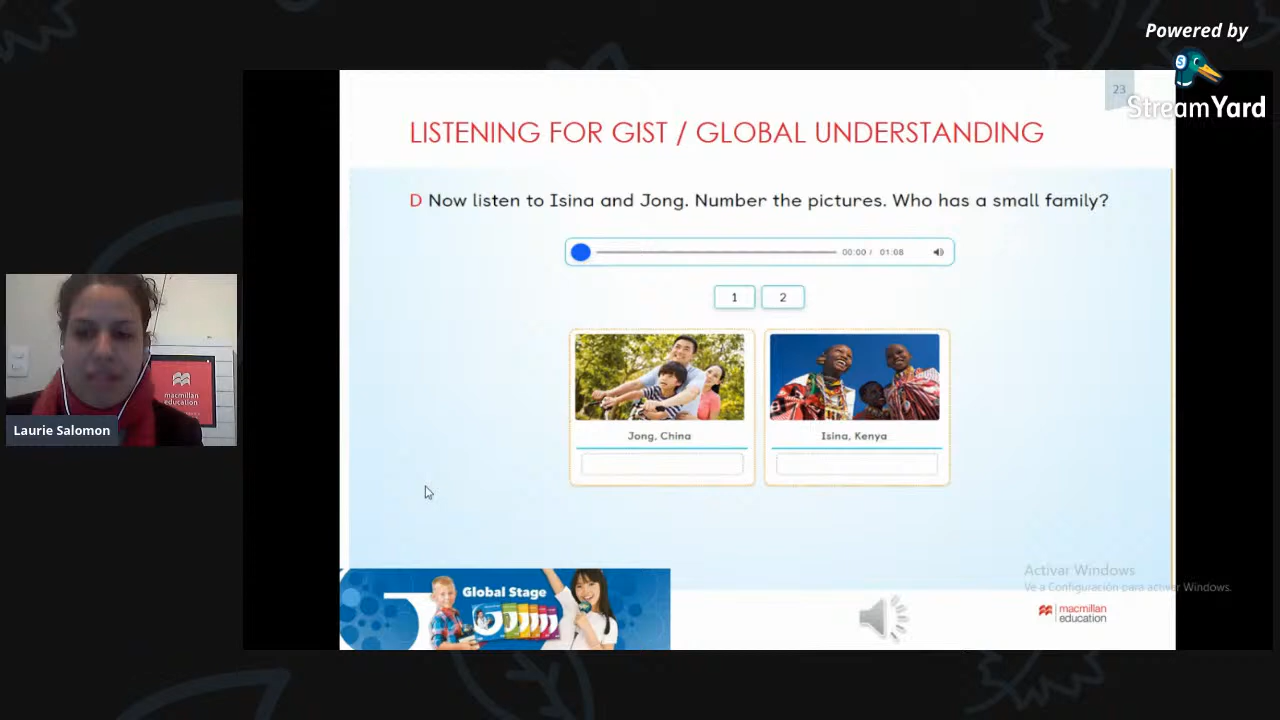 Powered by
StreamYard
23
LISTENING FOR GIST / GLOBAL UNDERSTANDING
D Now listen to Isina and Jong. Number the pictures. Who has a small family?
00:00 / 01:08
1 2
Jong, China
Isina, Kenya
macmillan
education
Laurie Salomon
Global Stage
Activar Windows
Ve a Configuración para activar Windows.
macmillan
education